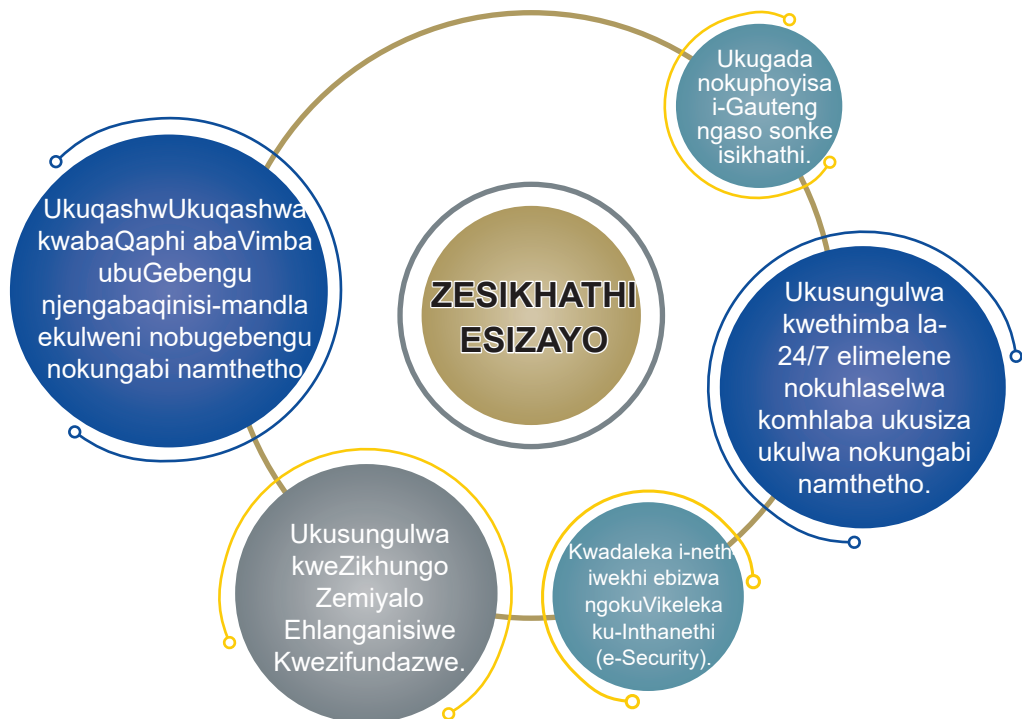 ZESIKHATHI
ESIZAYO
Ukugada
nokuphoyisa
i-Gauteng
ngaso sonke
isikhathi.
Ukusungulwa
kwethimba la-
24/7 elimelene
nokuhlaselwa
komhlaba ukusiza
ukulwa nokungabi
namthetho.
Kwadaleka i-neth-
iwekhi ebizwa
ngokuVikeleka
ku-Inthanethi
(e-Security).
Ukusungulwa
kweZikhungo
Zemiyalo
Ehlanganisiwe
Kwezifundazwe.
UkuqashwUkuqashwa
kwabaQaphi abaVimba
ubuGebengu
njengabaqinisi-mandla
ekulweni nobugebengu
nokungabi namthetho